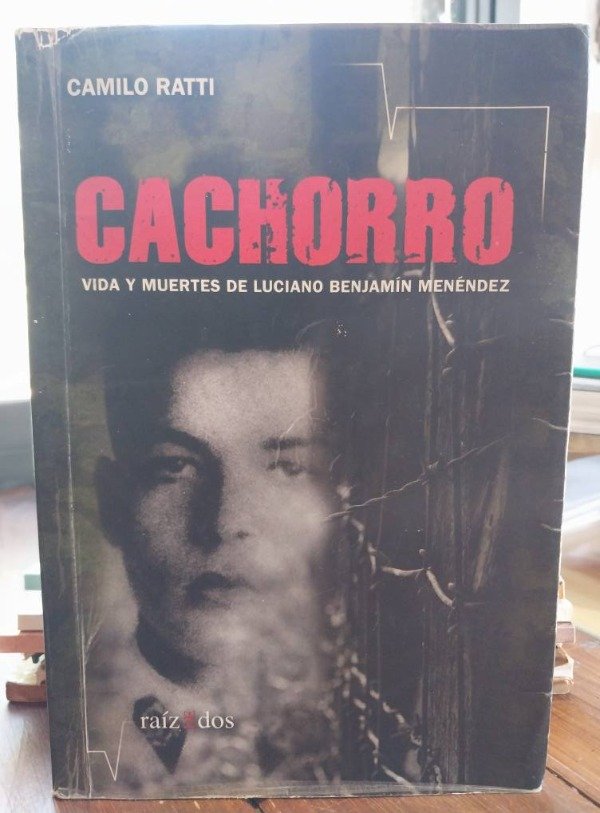 CAMILO RATTI
CACHORRO
VIDA Y MUERTES DE LUCIANO BENJAMÍN MENÉNDEZ
raíz dos